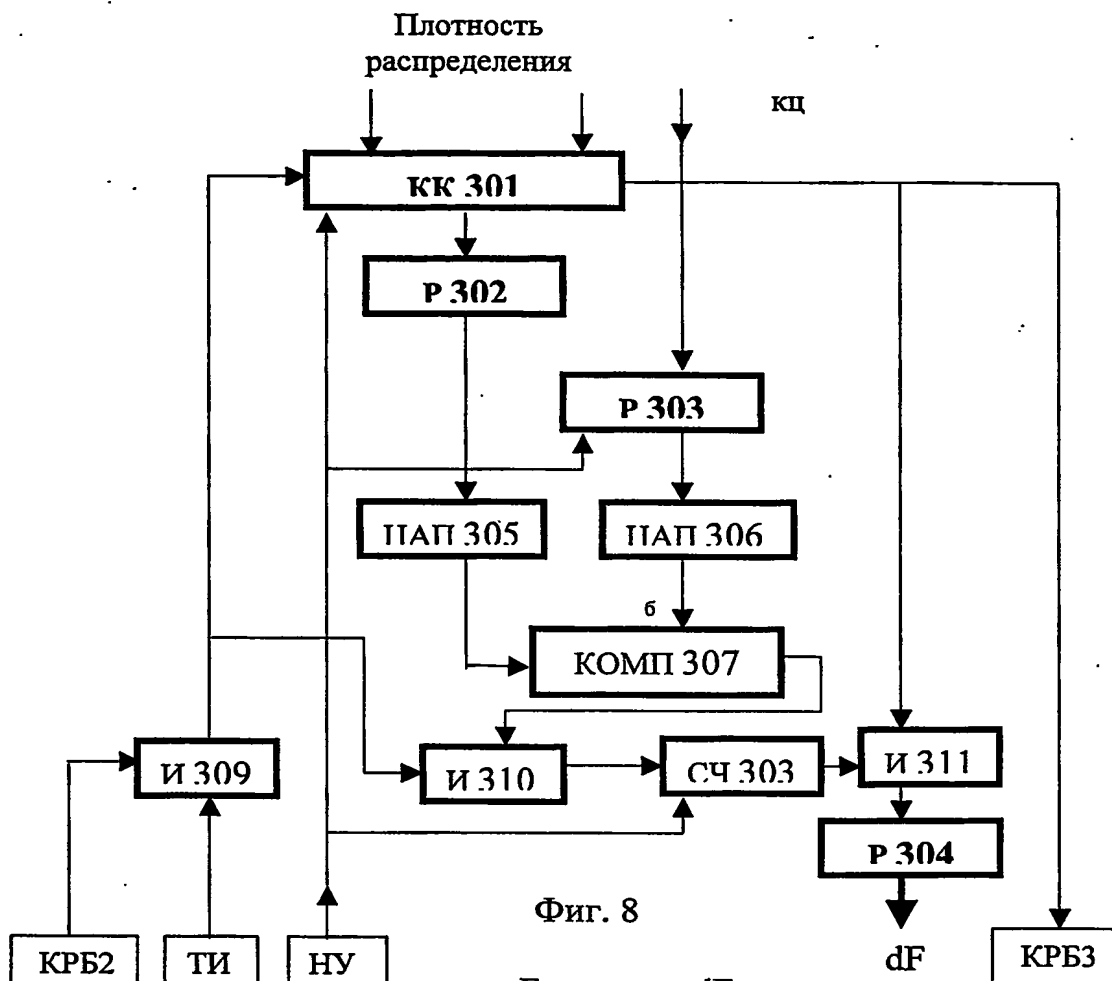 Плотность
распределения
кц
КК 301
Р 302
Р 303
ЦАП 305
ЦАП 306
б
КОМП 307
И 309
И 310
СЧ 303
И 311
Р 304
Фиг. 8
КРБ2
ТИ
НУ
dF
КРБ3